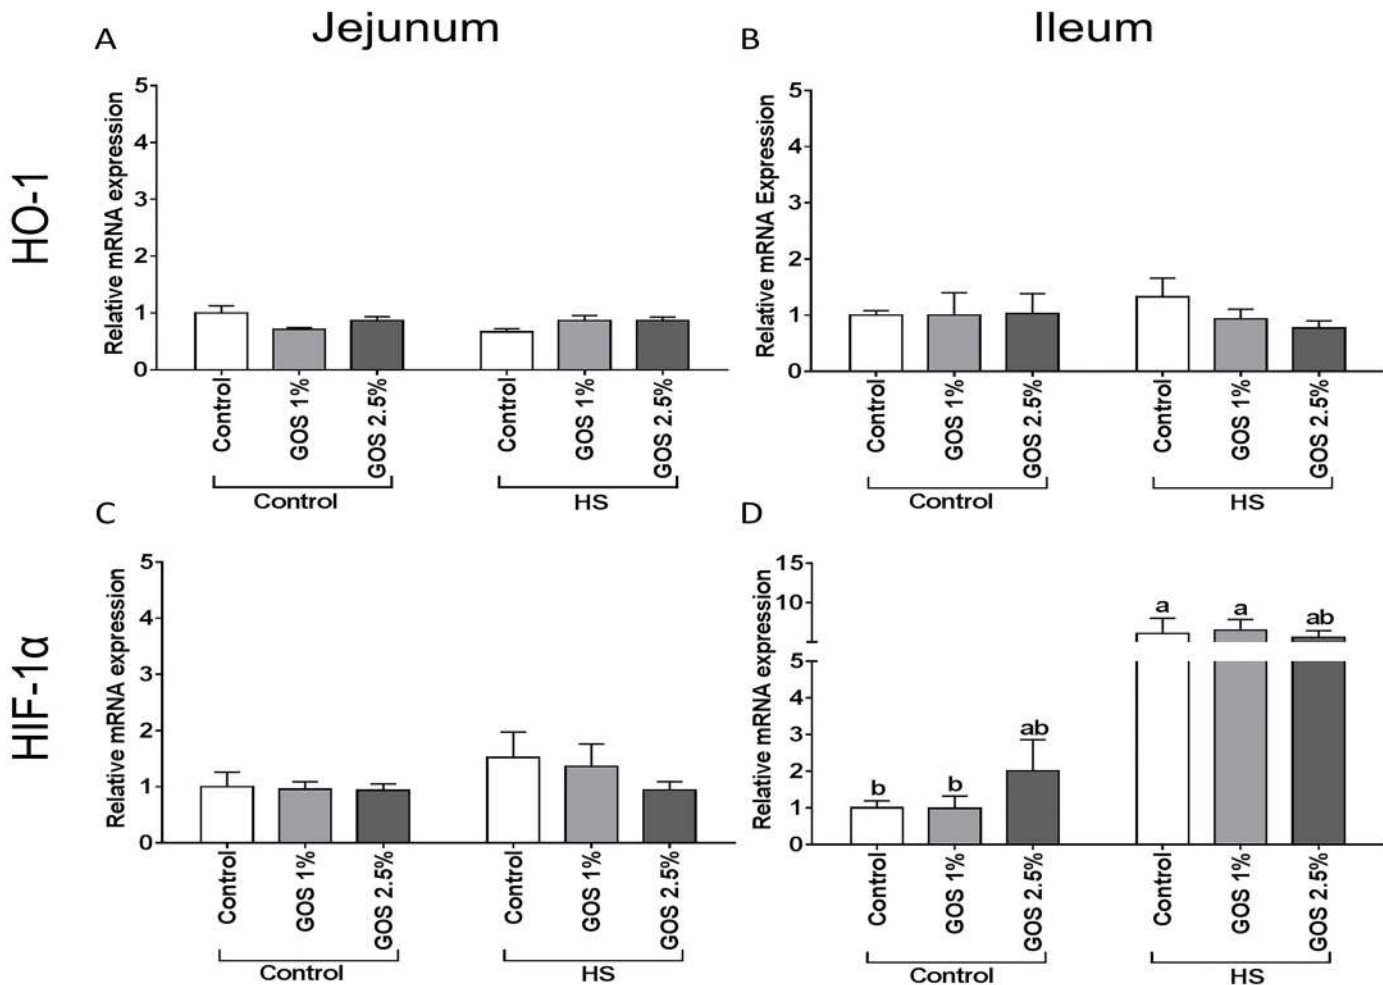 Jejunum
Ileum
HO-1
HIF-1α
A
Relative mRNA expression
5
4
3
2
1
0
Control
GOS 1%
GOS 2.5%
Control
GOS 1%
GOS 2.5%
Control
HS
B
Relative mRNA Expression
5
4
3
2
1
0
Control
GOS 1%
GOS 2.5%
Control
GOS 1%
GOS 2.5%
Control
HS
C
Relative mRNA expression
5
4
3
2
1
0
Control
GOS 1%
GOS 2.5%
Control
GOS 1%
GOS 2.5%
Control
HS
D
Relative mRNA expression
15
10
5
4
3
2
1
0
b
b
ab
a
a
ab
Control
GOS 1%
GOS 2.5%
Control
GOS 1%
GOS 2.5%
Control
HS